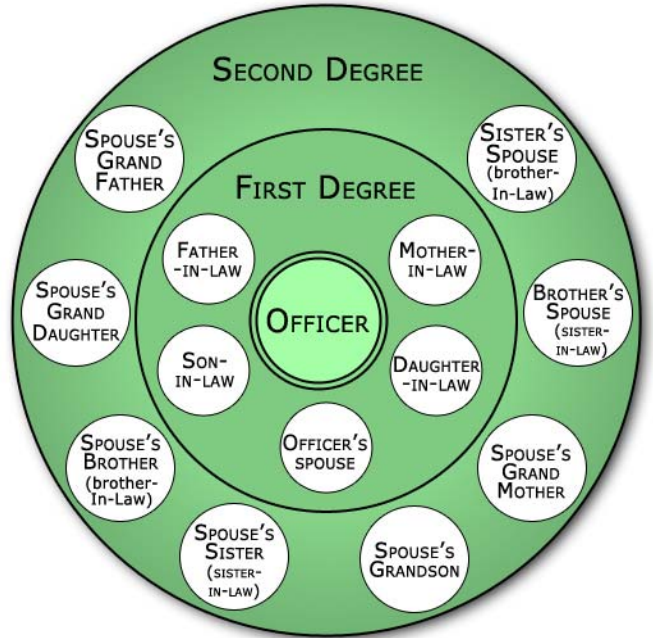 SECOND DEGREE
SPOUSE'S
GRAND
FATHER
SISTER'S
SPOUSE
(brother-
In-Law)
FIRST DEGREE
FATHER
-IN-LAW
MOTHER-
IN-LAW
SPOUSE'S
GRAND
DAUGHTER
OFFICER
BROTHER'S
SPOUSE
(SISTER-
IN-LAW)
SON-
IN-LAW
DAUGHTER
-IN-LAW
SPOUSE'S
BROTHER
(brother-
In-Law)
OFFICER'S
SPOUSE
SPOUSE'S
GRAND
MOTHER
SPOUSE'S
SISTER
(SISTER-
IN-LAW)
SPOUSE'S
GRANDSON